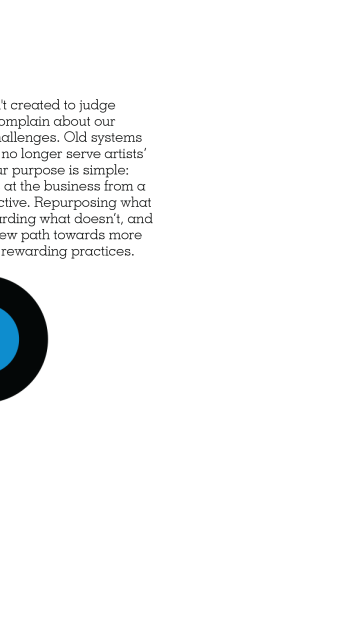 't created to judge
omplain about our
allenges. Old systems
no longer serve artists'
ur purpose is simple:
at the business from a
ctive. Repurposing what
arding what doesn't, and
ew path towards more
rewarding practices.